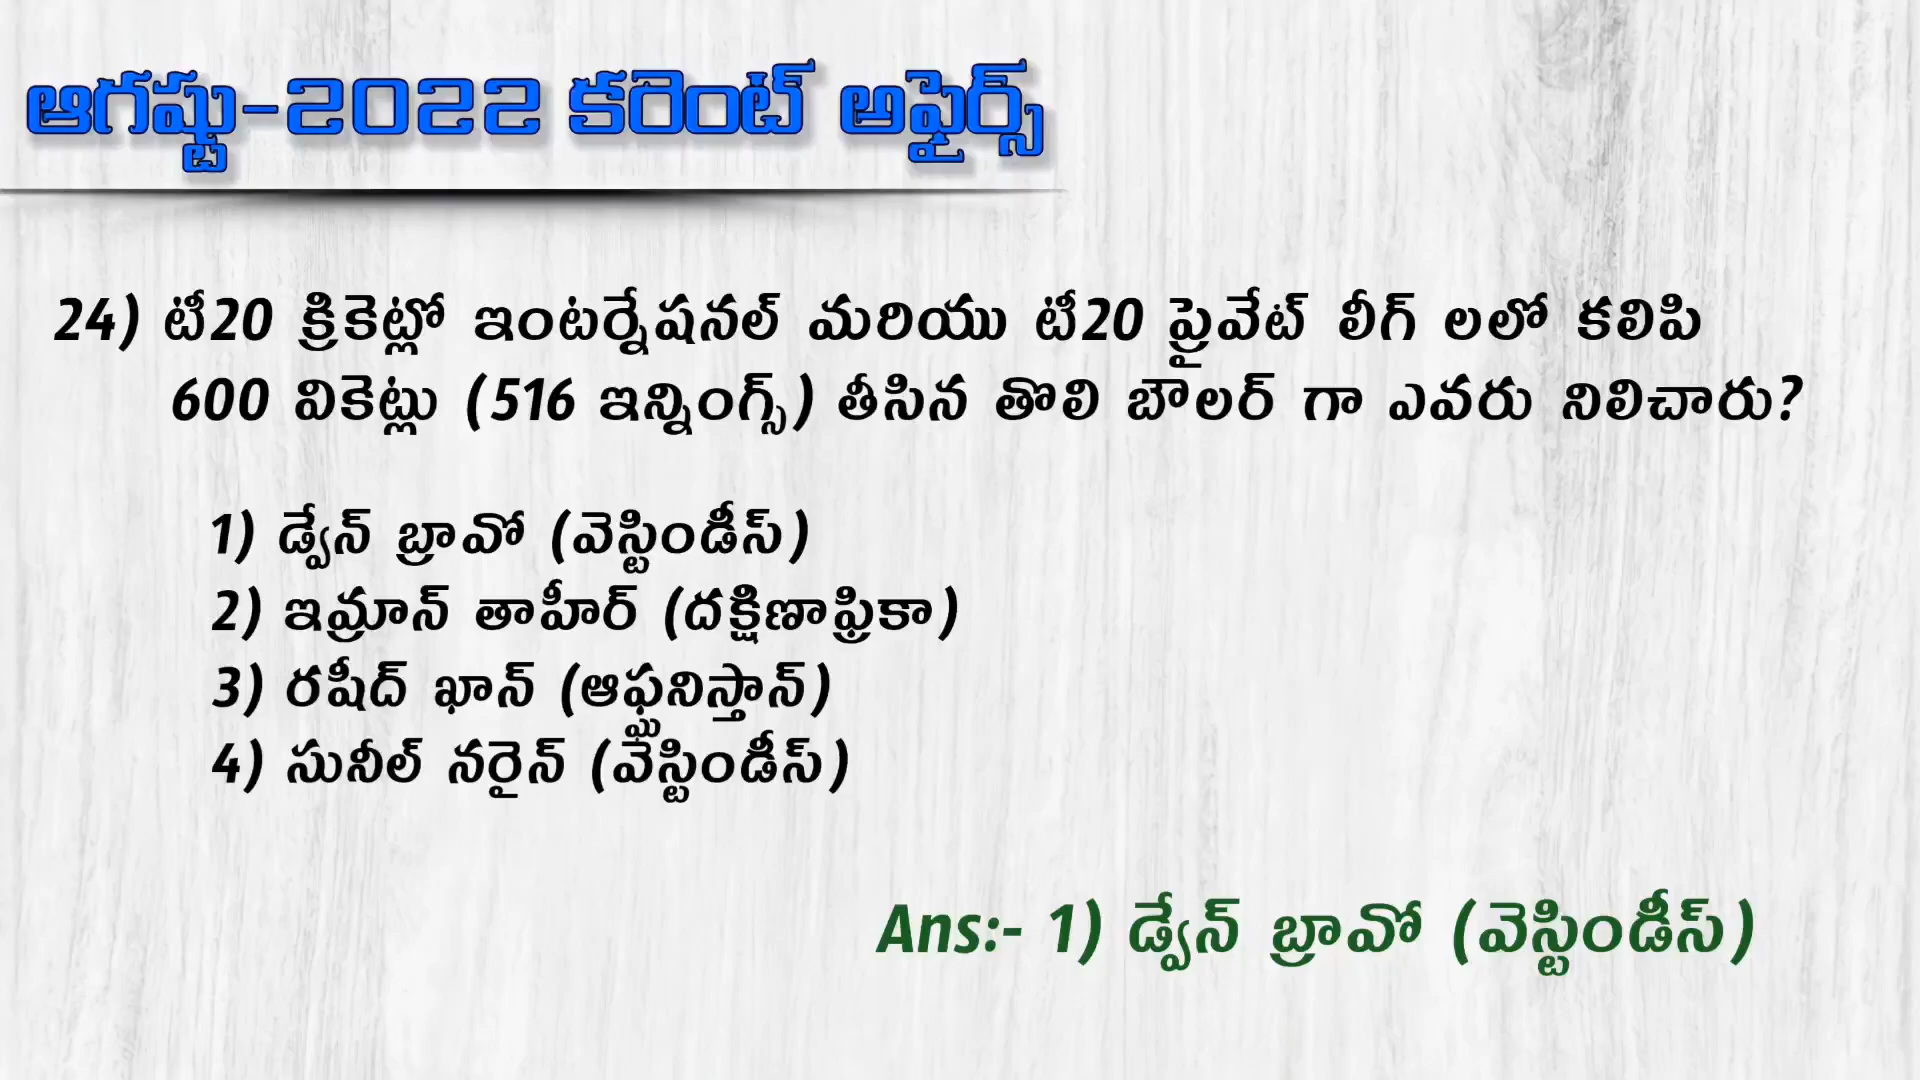 ఆగష్టు-2022 కరెంట్ అఫైర్స్
24) టీ20 క్రికెట్లో ఇంటర్నేషనల్ మరియు టీ20 ప్రైవేట్ లీగ్ లలో కలిపి
600 వికెట్లు (516 ఇన్నింగ్స్) తీసిన తొలి బౌలర్ గా ఎవరు నిలిచారు?
1) డ్వేన్ బ్రావో (వెస్టిండీస్)
2) ఇమ్రాన్ తాహీర్ (దక్షిణాఫ్రికా)
3) రషీద్ ఖాన్ (ఆఫ్ఘనిస్తాన్)
4) సునీల్ నరైన్ (వెస్టిండీస్)
Ans:- 1) డ్వేన్ బ్రావో (వెస్టిండీస్)